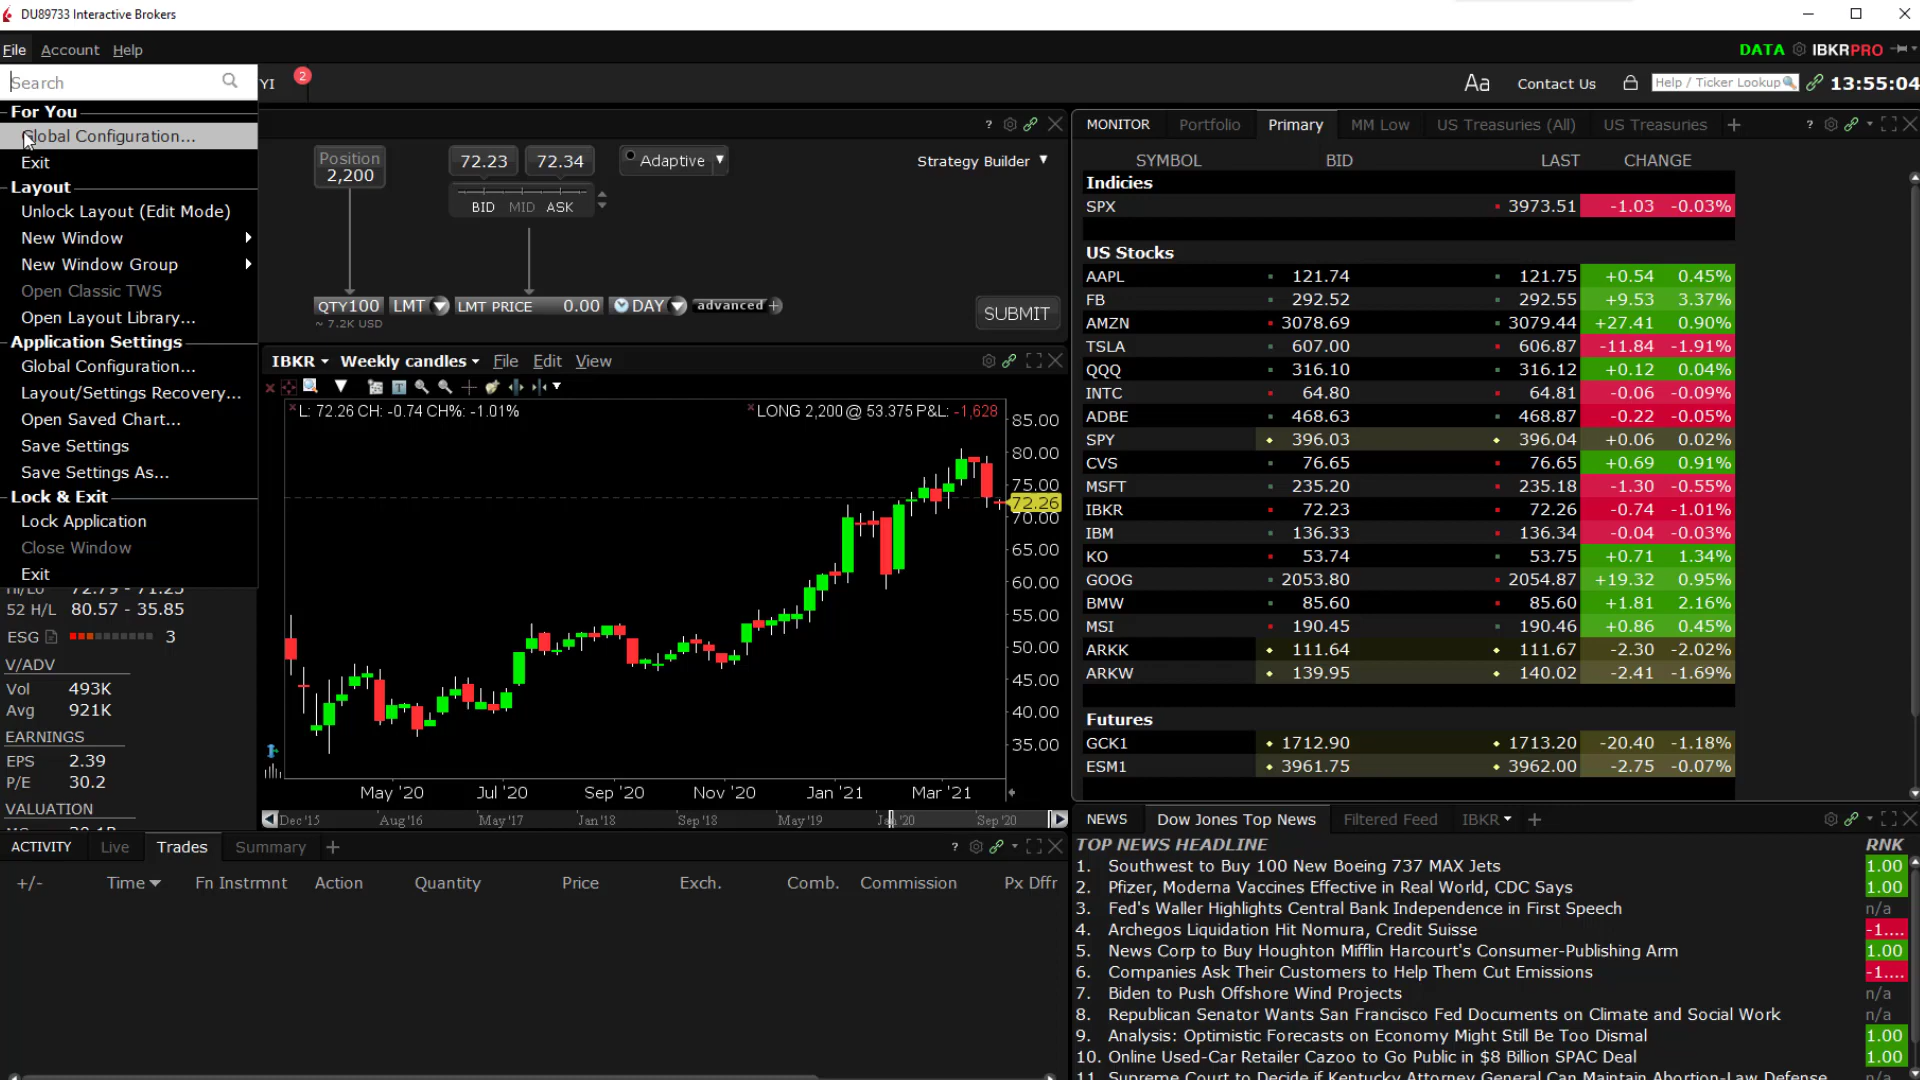 DU89733 Interactive Brokers
File Account Help
DATA IBKRPRO
Search
YI 2
Aa Contact Us Help / Ticker Lookup 13:55:04
For You
Global Configuration...
Exit
Layout
Unlock Layout (Edit Mode)
New Window
New Window Group
Open Classic TWS
Open Layout Library...
Application Settings
Global Configuration...
Layout/Settings Recovery...
Open Saved Chart...
Save Settings
Save Settings As...
Lock & Exit
Lock Application
Close Window
Exit
52 H/L 80.57 - 35.85
ESG 3
V/ADV
Vol 493K
Avg 921K
EARNINGS
EPS 2.39
P/E 30.2
VALUATION
?
Position
2,200
72.23 72.34 Adaptive Strategy Builder
BID MID ASK
QTY 100 LMT LMT PRICE 0.00 DAY advanced +
~ 7.2K USD
SUBMIT
IBKR Weekly candles File Edit View
L: 72.26 CH: -0.74 CH%: -1.01% LONG 2,200 @ 53.375 P&L: -1,628
85.00
80.00
75.00
72.26
70.00
65.00
60.00
55.00
50.00
45.00
40.00
35.00
May '20 Jul '20 Sep '20 Nov '20 Jan '21 Mar '21
Dec'15 Aug'16 May'17 Jan'18 Sep'18 May'19 Jan'20 Sep'20
ACTIVITY Live Trades Summary + ?
+/- Time Fn Instrmnt Action Quantity Price Exch. Comb. Commission Px Dffr
MONITOR Portfolio Primary MM Low US Treasuries (All) US Treasuries + ?
SYMBOL BID LAST CHANGE
Indicies
SPX 3973.51 -1.03 -0.03%
US Stocks
AAPL 121.74 121.75 +0.54 0.45%
FB 292.52 292.55 +9.53 3.37%
AMZN 3078.69 3079.44 +27.41 0.90%
TSLA 607.00 606.87 -11.84 -1.91%
QQQ 316.10 316.12 +0.12 0.04%
INTC 64.80 64.81 -0.06 -0.09%
ADBE 468.63 468.87 -0.22 -0.05%
SPY 396.03 396.04 +0.06 0.02%
CVS 76.65 76.65 +0.69 0.91%
MSFT 235.20 235.18 -1.30 -0.55%
IBKR 72.23 72.26 -0.74 -1.01%
IBM 136.33 136.34 -0.04 -0.03%
KO 53.74 53.75 +0.71 1.34%
GOOG 2053.80 2054.87 +19.32 0.95%
BMW 85.60 85.60 +1.81 2.16%
MSI 190.45 190.46 +0.86 0.45%
ARKK 111.64 111.67 -2.30 -2.02%
ARKW 139.95 140.02 -2.41 -1.69%
Futures
GCK1 1712.90 1713.20 -20.40 -1.18%
ESM1 3961.75 3962.00 -2.75 -0.07%
NEWS Dow Jones Top News Filtered Feed IBKR +
TOP NEWS HEADLINE RNK
1. Southwest to Buy 100 New Boeing 737 MAX Jets 1.00
2. Pfizer, Moderna Vaccines Effective in Real World, CDC Says 1.00
3. Fed's Waller Highlights Central Bank Independence in First Speech n/a
4. Archegos Liquidation Hit Nomura, Credit Suisse -1....
5. News Corp to Buy Houghton Mifflin Harcourt's Consumer-Publishing Arm 1.00
6. Companies Ask Their Customers to Help Them Cut Emissions -1....
7. Biden to Push Offshore Wind Projects n/a
8. Republican Senator Wants San Francisco Fed Documents on Climate and Social Work n/a
9. Analysis: Optimistic Forecasts on Economy Might Still Be Too Dismal 1.00
10. Online Used-Car Retailer Cazoo to Go Public in $8 Billion SPAC Deal 1.00
11. Supreme Court to Decide if Kentucky Attorney General Can Maintain Abortion-Law Defense n/a